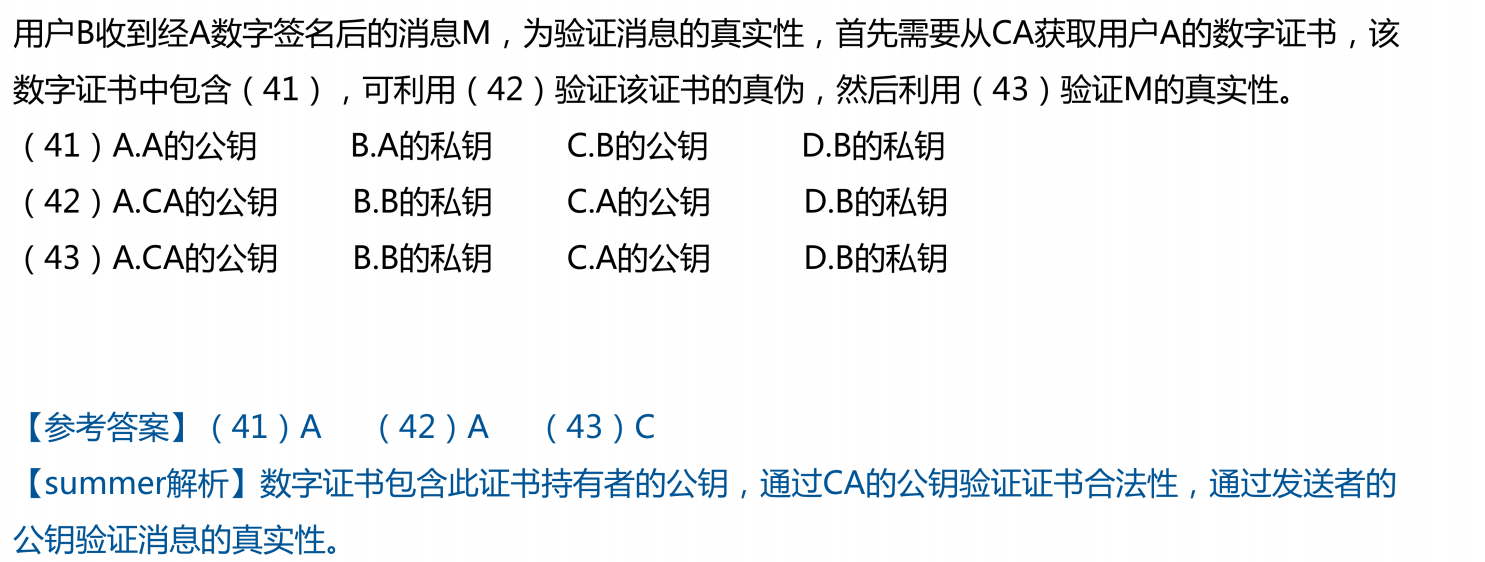 用户B收到经A数字签名后的消息M，为验证消息的真实性，首先需要从CA获取用户A的数字证书，该
数字证书中包含（41），可利用（42）验证该证书的真伪，然后利用（43）验证M的真实性。
（41）A.A的公钥 B.A的私钥 C.B的公钥 D.B的私钥
（42）A.CA的公钥 B.B的私钥 C.A的公钥 D.B的私钥
（43）A.CA的公钥 B.B的私钥 C.A的公钥 D.B的私钥
【参考答案】（41）A （42）A （43）C
【summer解析】数字证书包含此证书持有者的公钥，通过CA的公钥验证证书合法性，通过发送者的
公钥验证消息的真实性。